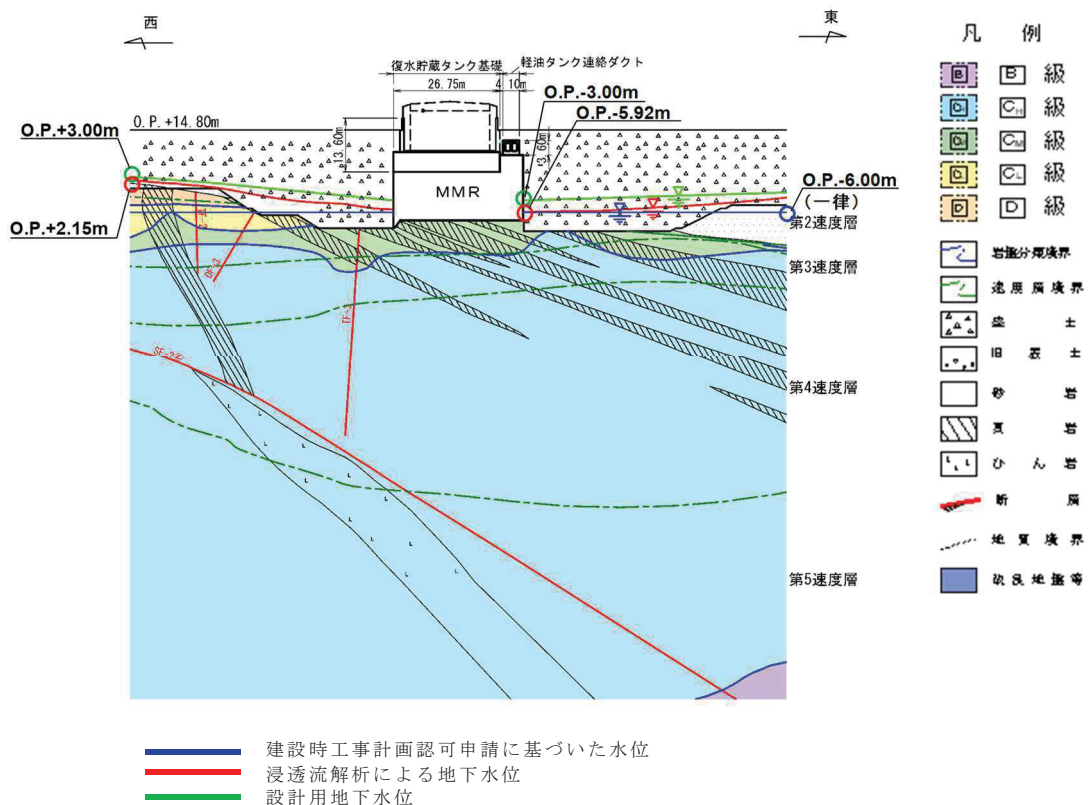 西
東
復水貯蔵タンク基礎
軽油タンク連絡ダクト
26.75m
4
10m
O.P.-3.00m
O.P.-5.92m
O.P.+3.00m
O.P.+14.80m
13.60m
3.60m
MMR
O.P.-6.00m
(一律)
O.P.+2.15m
第2速度層
第3速度層
第4速度層
第5速度層
凡例
B B 級
CH 級
CM 級
CL 級
D D 級
岩盤分類境界
速度層境界
盛土
旧表土
砂岩
頁岩
ひん岩
断層
地質境界
建設時工事計画認可申請に基づいた水位
浸透流解析による地下水位
設計用地下水位